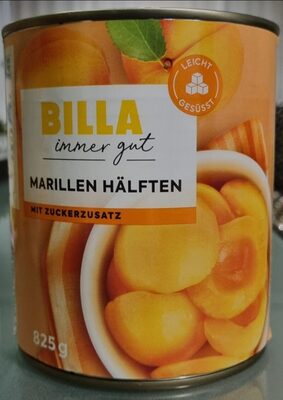 LEICHT
GESÜSST
BILLA
immer gut
MARILLEN HÄLFTEN
MIT ZUCKERZUSATZ
825 g